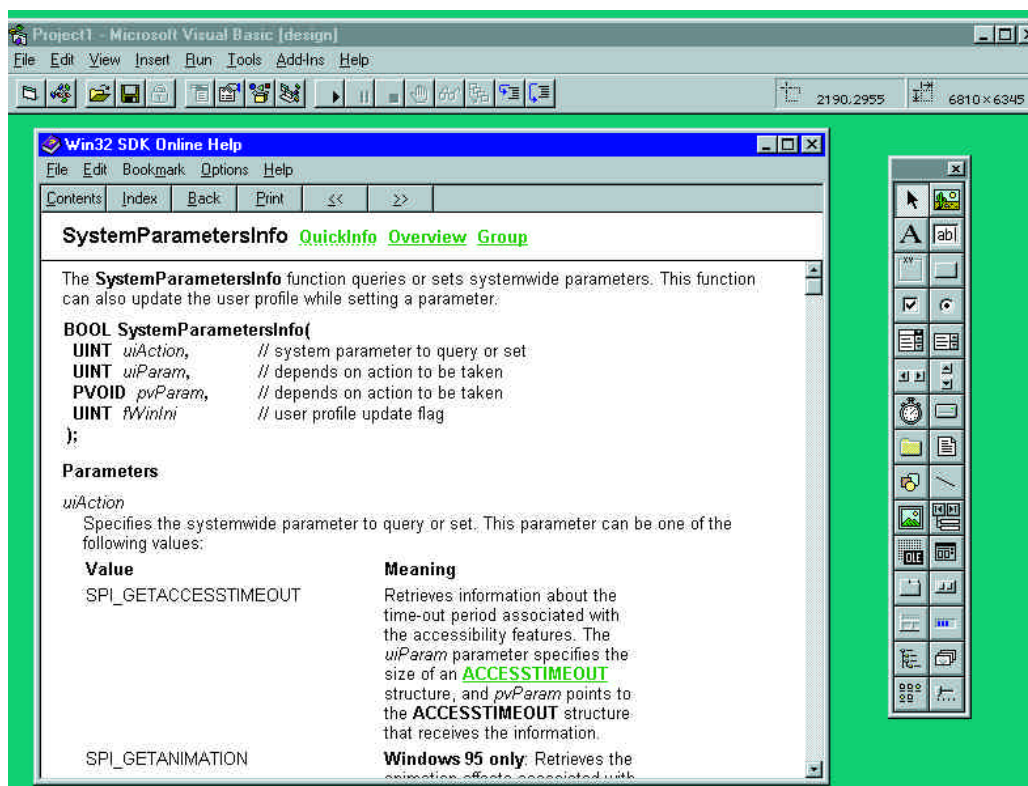 Project1 - Microsoft Visual Basic [design]
File Edit View Insert Run Tools Add-Ins Help
2190,2955 6810×6345
Win32 SDK Online Help
File Edit Bookmark Options Help
Contents Index Back Print << >>
SystemParametersInfo QuickInfo Overview Group
The SystemParametersInfo function queries or sets systemwide parameters. This function
can also update the user profile while setting a parameter.
BOOL SystemParametersInfo(
UINT uiAction, // system parameter to query or set
UINT uiParam, // depends on action to be taken
PVOID pvParam, // depends on action to be taken
UINT fWinIni // user profile update flag
);
Parameters
uiAction
Specifies the systemwide parameter to query or set. This parameter can be one of the
following values:
Value Meaning
SPI_GETACCESSTIMEOUT Retrieves information about the
time-out period associated with
the accessibility features. The
uiParam parameter specifies the
size of an ACCESSTIMEOUT
structure, and pvParam points to
the ACCESSTIMEOUT structure
that receives the information.
SPI_GETANIMATION Windows 95 only: Retrieves the
animation effects associated with
A ab
XY
OLE